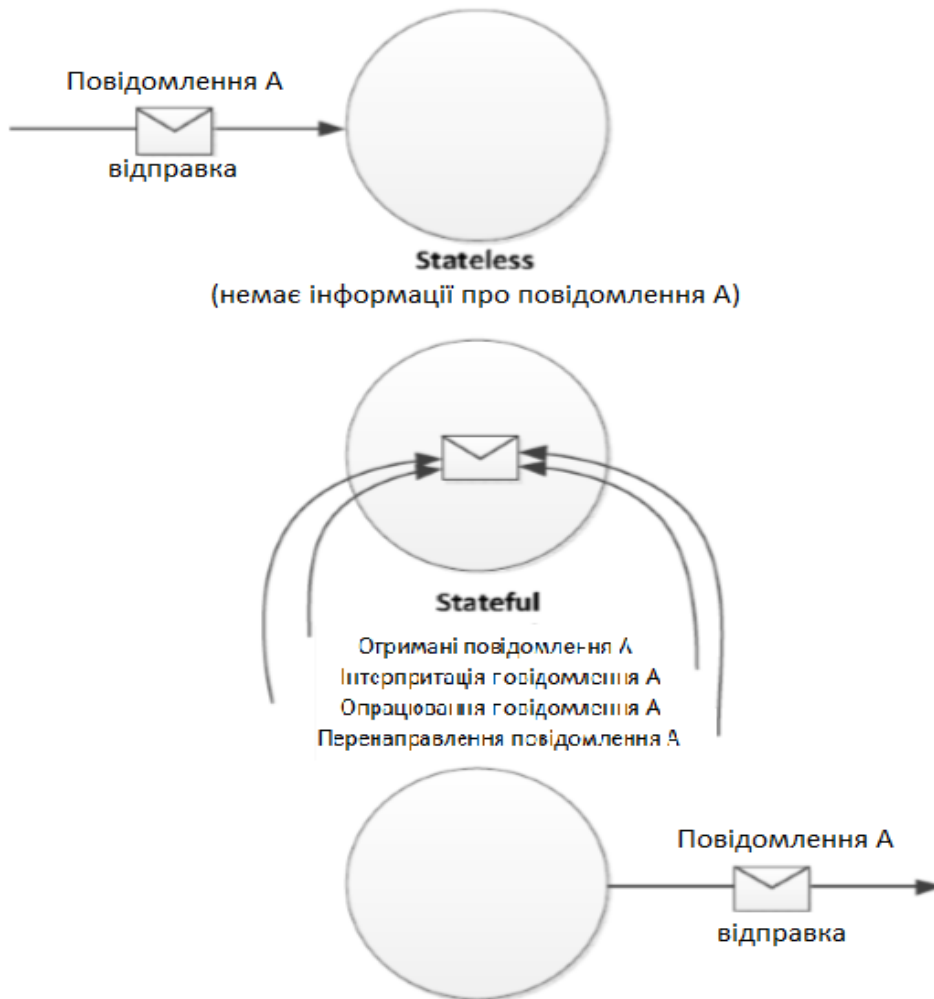 Повідомлення А
відправка
Stateless
(немає інформації про повідомлення А)
Stateful
Отримані повідомлення А
Інтерпритація повідомлення А
Опрацювання повідомлення А
Перенаправлення повідомлення А
Повідомлення А
відправка